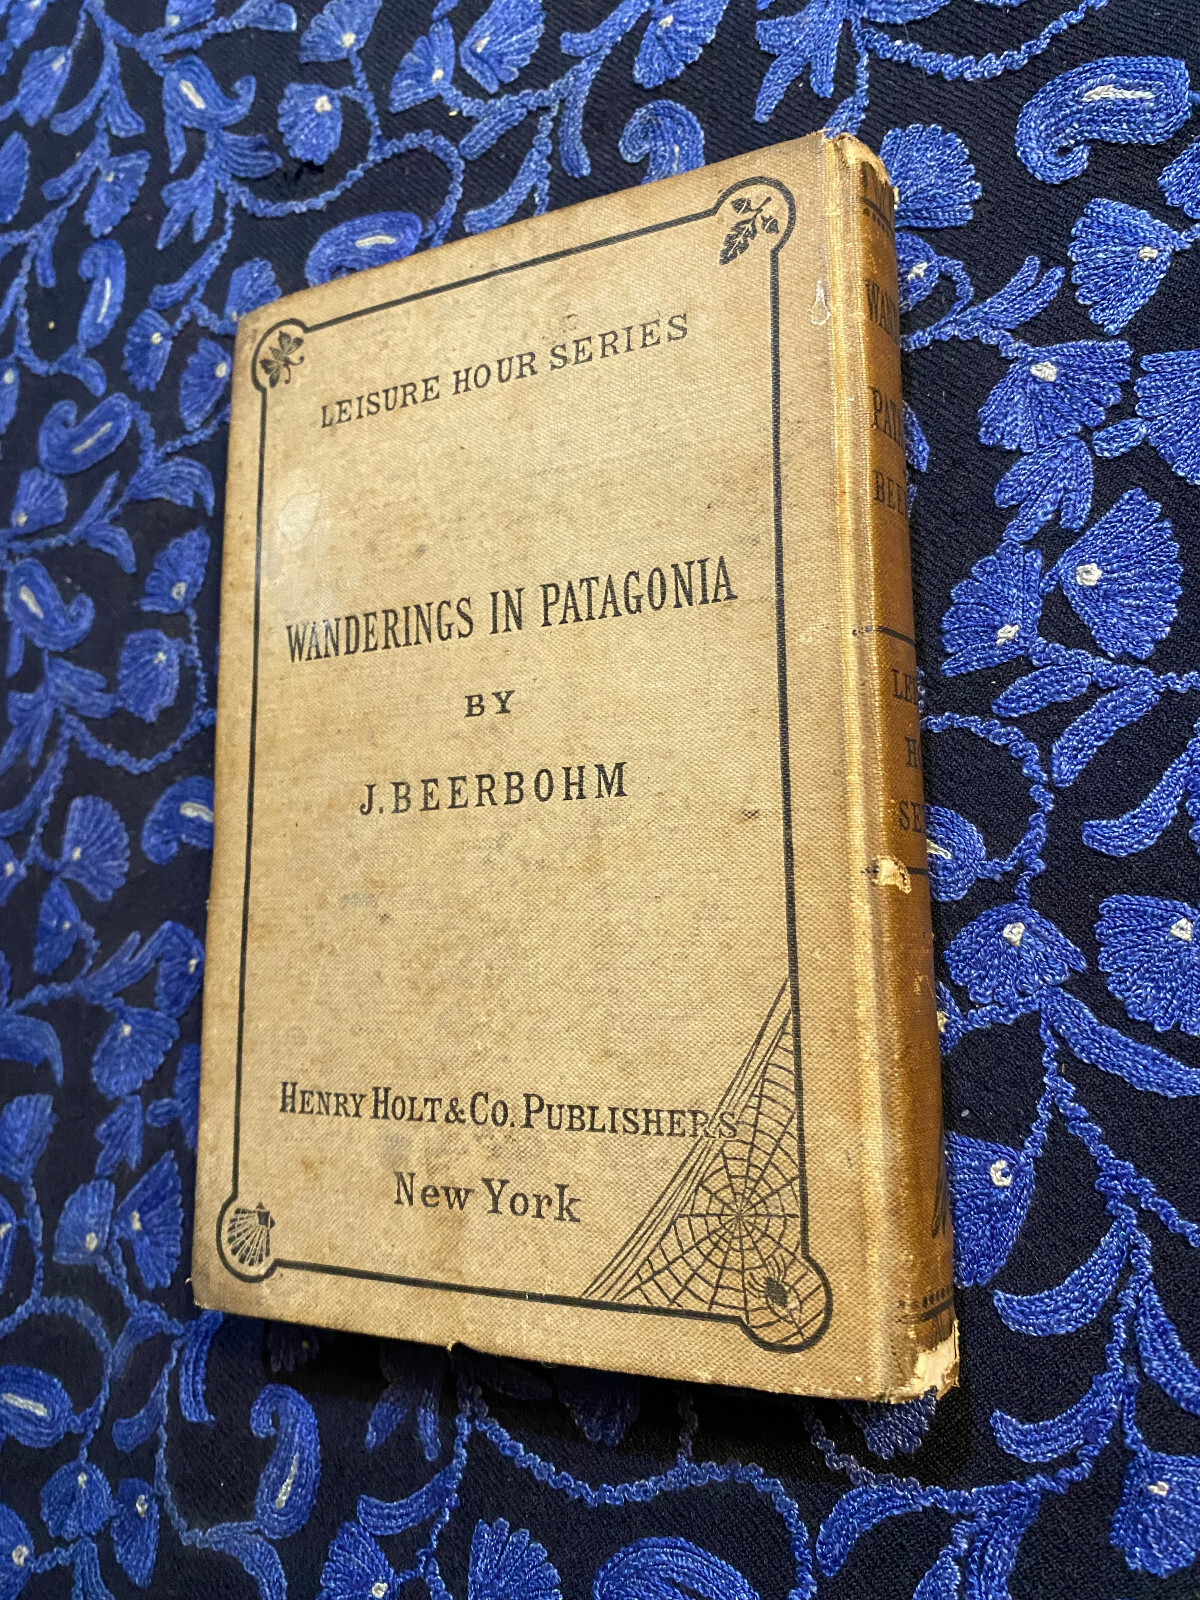 LEISURE HOUR SERIES
WANDERINGS IN PATAGONIA
BY
J. BEERBOHM
HENRY HOLT & CO. PUBLISHERS
New York